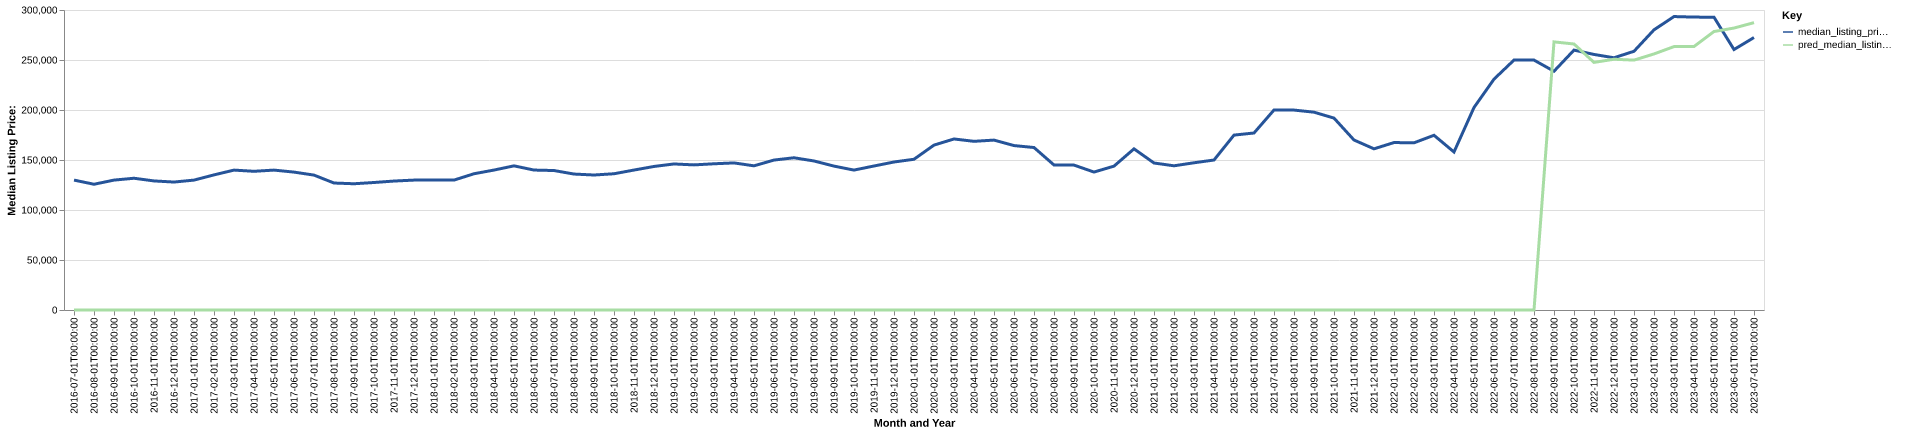 300,000
250,000
200,000
150,000
100,000
50,000
0
Median Listing Price:
2016-07-01T00:00:00
2016-08-01T00:00:00
2016-09-01T00:00:00
2016-10-01T00:00:00
2016-11-01T00:00:00
2016-12-01T00:00:00
2017-01-01T00:00:00
2017-02-01T00:00:00
2017-03-01T00:00:00
2017-04-01T00:00:00
2017-05-01T00:00:00
2017-06-01T00:00:00
2017-07-01T00:00:00
2017-08-01T00:00:00
2017-09-01T00:00:00
2017-10-01T00:00:00
2017-11-01T00:00:00
2017-12-01T00:00:00
2018-01-01T00:00:00
2018-02-01T00:00:00
2018-03-01T00:00:00
2018-04-01T00:00:00
2018-05-01T00:00:00
2018-06-01T00:00:00
2018-07-01T00:00:00
2018-08-01T00:00:00
2018-09-01T00:00:00
2018-10-01T00:00:00
2018-11-01T00:00:00
2018-12-01T00:00:00
2019-01-01T00:00:00
2019-02-01T00:00:00
2019-03-01T00:00:00
2019-04-01T00:00:00
2019-05-01T00:00:00
2019-06-01T00:00:00
2019-07-01T00:00:00
2019-08-01T00:00:00
2019-09-01T00:00:00
2019-10-01T00:00:00
2019-11-01T00:00:00
2019-12-01T00:00:00
2020-01-01T00:00:00
2020-02-01T00:00:00
2020-03-01T00:00:00
2020-04-01T00:00:00
2020-05-01T00:00:00
2020-06-01T00:00:00
2020-07-01T00:00:00
2020-08-01T00:00:00
2020-09-01T00:00:00
2020-10-01T00:00:00
2020-11-01T00:00:00
2020-12-01T00:00:00
2021-01-01T00:00:00
2021-02-01T00:00:00
2021-03-01T00:00:00
2021-04-01T00:00:00
2021-05-01T00:00:00
2021-06-01T00:00:00
2021-07-01T00:00:00
2021-08-01T00:00:00
2021-09-01T00:00:00
2021-10-01T00:00:00
2021-11-01T00:00:00
2021-12-01T00:00:00
2022-01-01T00:00:00
2022-02-01T00:00:00
2022-03-01T00:00:00
2022-04-01T00:00:00
2022-05-01T00:00:00
2022-06-01T00:00:00
2022-07-01T00:00:00
2022-08-01T00:00:00
2022-09-01T00:00:00
2022-10-01T00:00:00
2022-11-01T00:00:00
2022-12-01T00:00:00
2023-01-01T00:00:00
2023-02-01T00:00:00
2023-03-01T00:00:00
2023-04-01T00:00:00
2023-05-01T00:00:00
2023-06-01T00:00:00
2023-07-01T00:00:00
Month and Year
Key
median_listing_pri...
pred_median_listin...